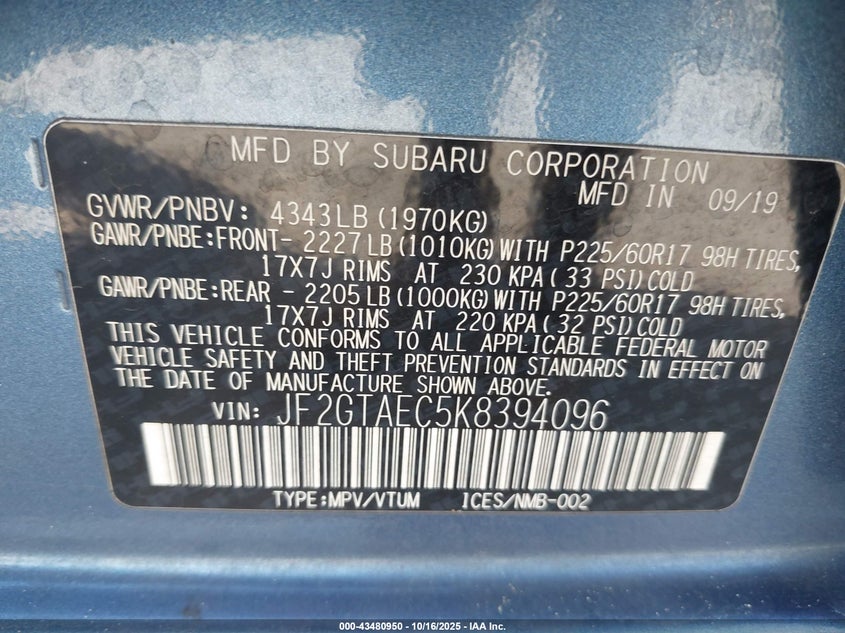 MFD BY SUBARU CORPORATION
MFD IN 09/19
GVWR/PNBV: 4343LB (1970KG)
GAWR/PNBE:FRONT- 2227LB (1010KG) WITH P225/60R17 98H TIRES,
17X7J RIMS AT 230 KPA ( 33 PSI) COLD
GAWR/PNBE:REAR - 2205LB (1000KG) WITH P225/60R17 98H TIRES,
17X7J RIMS AT 220 KPA ( 32 PSI) COLD
THIS VEHICLE CONFORMS TO ALL APPLICABLE FEDERAL MOTOR
VEHICLE SAFETY AND THEFT PREVENTION STANDARDS IN EFFECT ON
THE DATE OF MANUFACTURE SHOWN ABOVE.
VIN: JF2GTAEC5K8394096
TYPE:MPV/VTUM ICES/NMB-002
000-43480950 - 10/16/2025 - IAA Inc.